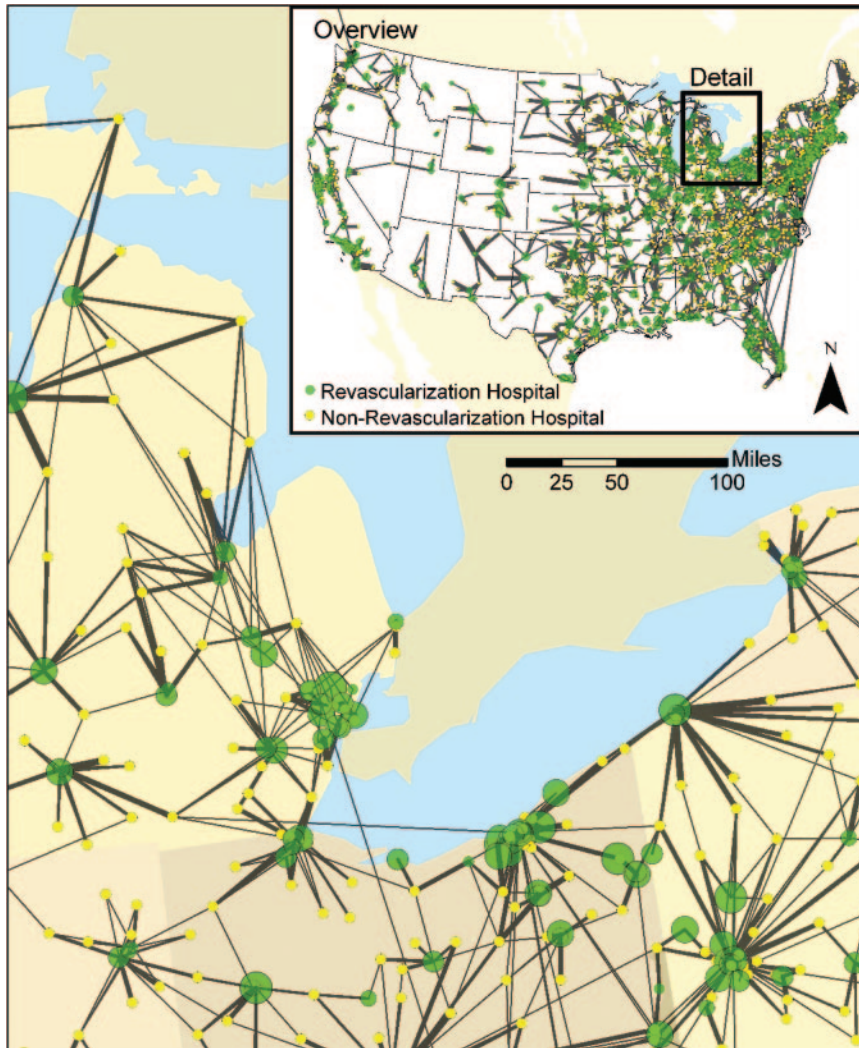 Overview
Detail
N
Revascularization Hospital
Non-Revascularization Hospital
Miles
0 25 50 100